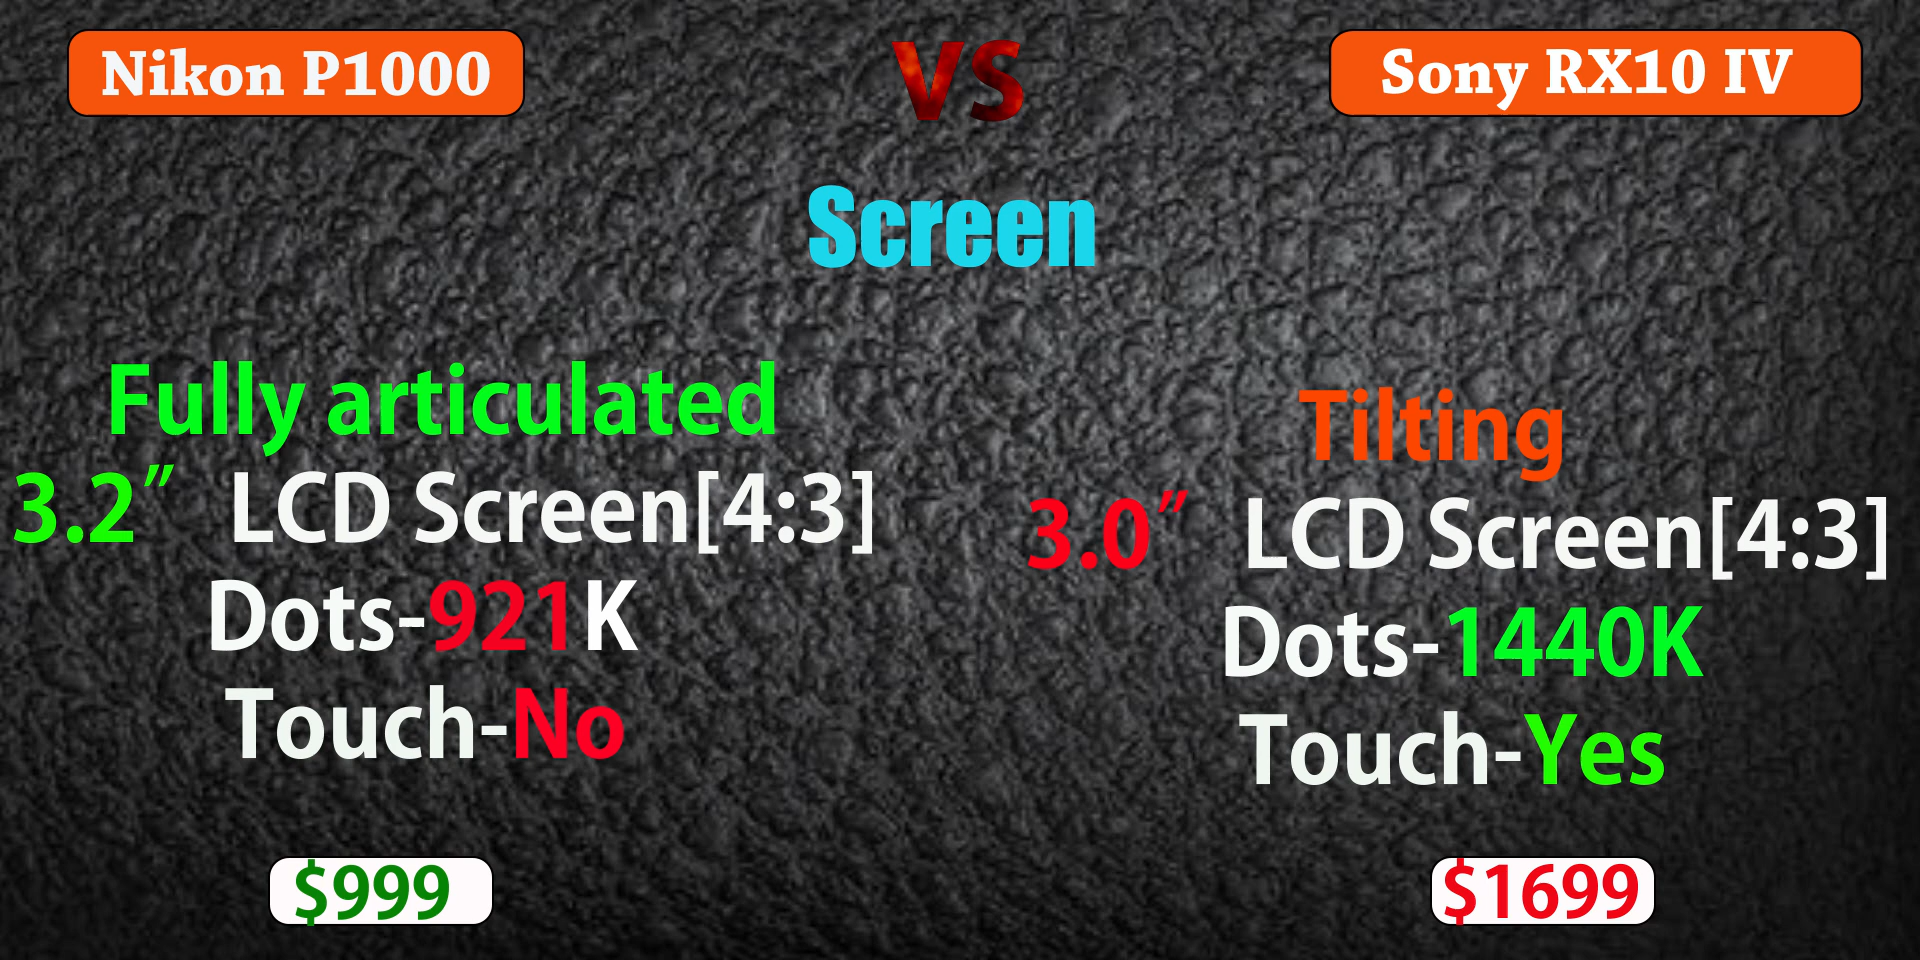 Nikon P1000
VS
Sony RX10 IV
Screen
Fully articulated
3.2" LCD Screen[4:3]
Dots-921K
Touch-No
$999
Tilting
3.0" LCD Screen[4:3]
Dots-1440K
Touch-Yes
$1699